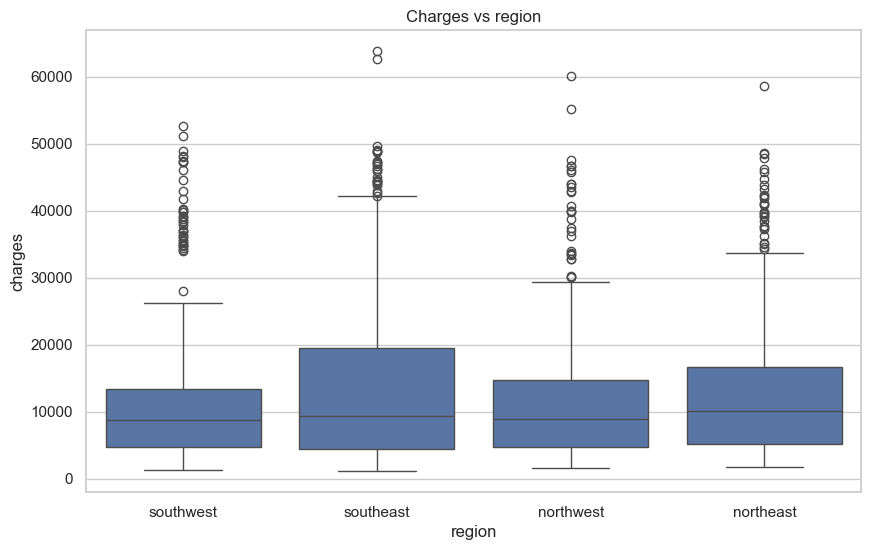 Charges vs region
60000
50000
40000
30000
20000
10000
0
charges
southwest southeast northwest northeast
region